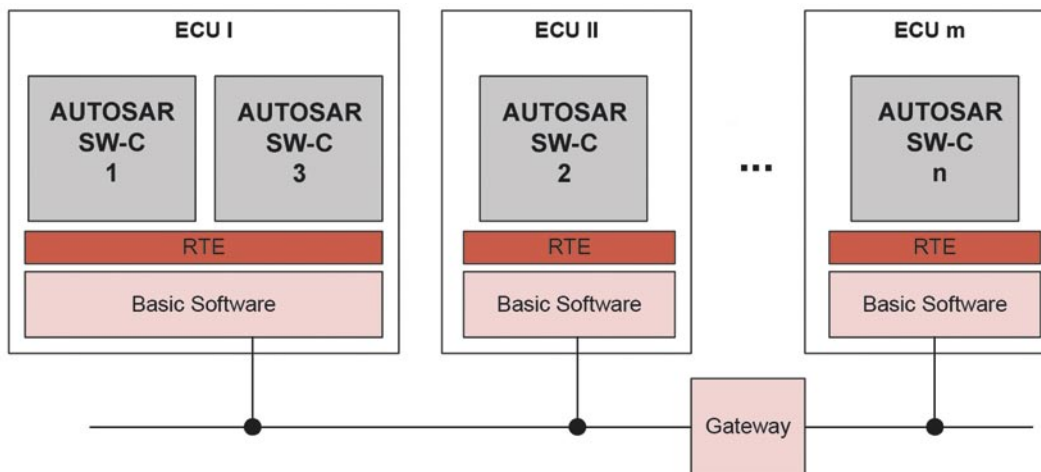 ECU I
ECU II
ECU m
AUTOSAR
SW-C
1
AUTOSAR
SW-C
3
AUTOSAR
SW-C
2
...
AUTOSAR
SW-C
n
RTE
RTE
RTE
Basic Software
Basic Software
Basic Software
Gateway